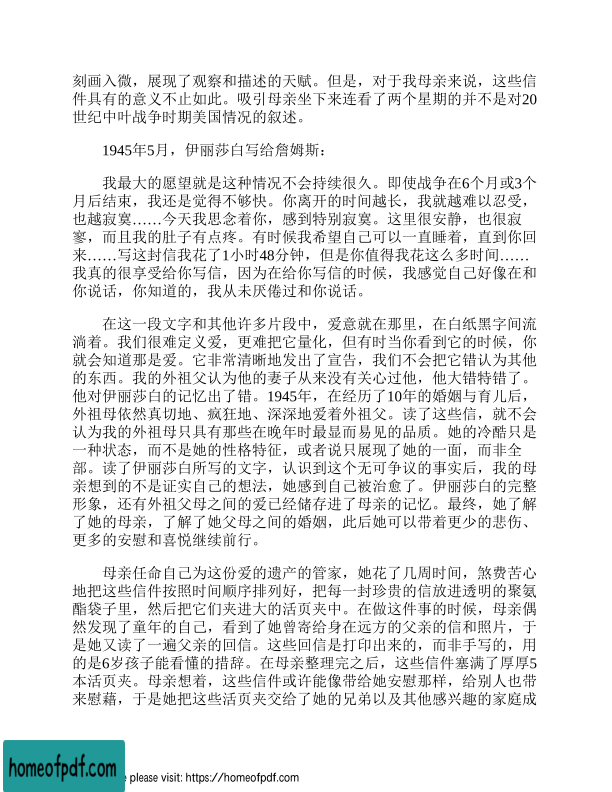 刻画入微，展现了观察和描述的天赋。但是，对于我母亲来说，这些信
件具有的意义不止如此。吸引母亲坐下来连看了两个星期的并不是对20
世纪中叶战争时期美国情况的叙述。
1945年5月，伊丽莎白写给詹姆斯：
我最大的愿望就是这种情况不会持续很久。即使战争在6个月或3个
月后结束，我还是觉得不够快。你离开的时间越长，我就越难以忍受，
也越寂寞……今天我思念着你，感到特别寂寞。这里很安静，也很寂
寥，而且我的肚子有点疼。有时候我希望自己可以一直睡着，直到你回
来……写这封信我花了1小时48分钟，但是你值得我花这么多时间……
我真的很享受给你写信，因为在给你写信的时候，我感觉自己好像在和
你说话，你知道的，我从未厌倦过和你说话。
在这一段文字和其他许多片段中，爱意就在那里，在白纸黑字间流
淌着。我们很难定义爱，更难把它量化，但有时当你看到它的时候，你
就会知道那是爱。它非常清晰地发出了宣告，我们不会把它错认为其他
的东西。我的外祖父认为他的妻子从来没有关心过他，他大错特错了。
他对伊丽莎白的记忆出了错。1945年，在经历了10年的婚姻与育儿后，
外祖母依然真切地、疯狂地、深深地爱着外祖父。读了这些信，就不会
认为我的外祖母只具有那些在晚年时最显而易见的品质。她的冷酷只是
一种状态，而不是她的性格特征，或者说只展现了她的一面，而非全
部。读了伊丽莎白所写的文字，认识到这个无可争议的事实后，我的母
亲想到的不是证实自己的想法，她感到自己被治愈了。伊丽莎白的完整
形象，还有外祖父母之间的爱已经储存进了母亲的记忆。最终，她了解
了她的母亲，了解了她父母之间的婚姻，此后她可以带着更少的悲伤、
更多的安慰和喜悦继续前行。
母亲任命自己为这份爱的遗产的管家，她花了几周时间，煞费苦心
地把这些信件按照时间顺序排列好，把每一封珍贵的信放进透明的聚氨
酯袋子里，然后把它们夹进大的活页夹中。在做这件事的时候，母亲偶
然发现了童年的自己，看到了她曾寄给身在远方的父亲的信和照片，于
是她又读了一遍父亲的回信。这些回信是打印出来的，而非手写的，用
的是6岁孩子能看懂的措辞。在母亲整理完之后，这些信件塞满了厚厚5
本活页夹。母亲想着，这些信件或许能像带给她安慰那样，给别人也带
来慰藉，于是她把这些活页夹交给了她的兄弟以及其他感兴趣的家庭成
homeofpdf.com
please visit: https://homeofpdf.com